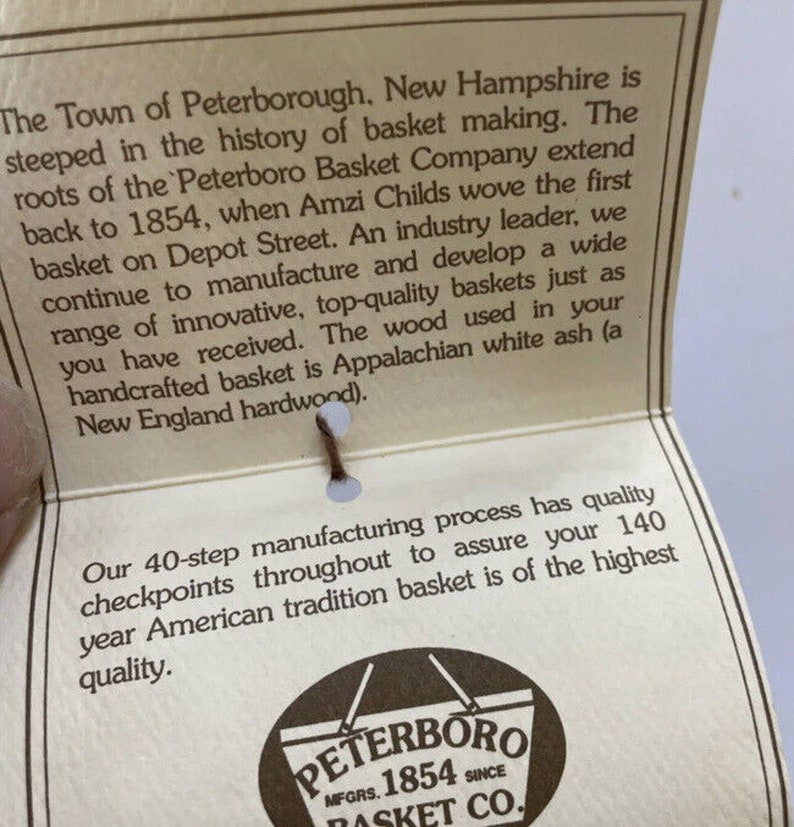 The Town of Peterborough, New Hampshire is
steeped in the history of basket making. The
roots of the Peterboro Basket Company extend
back to 1854, when Amzi Childs wove the first
basket on Depot Street. An industry leader, we
continue to manufacture and develop a wide
range of innovative, top-quality baskets just as
you have received. The wood used in your
handcrafted basket is Appalachian white ash (a
New England hardwood).
Our 40-step manufacturing process has quality
checkpoints throughout to assure your 140
year American tradition basket is of the highest
quality.
PETERBORO
MFGRS. 1854 SINCE
BASKET CO.